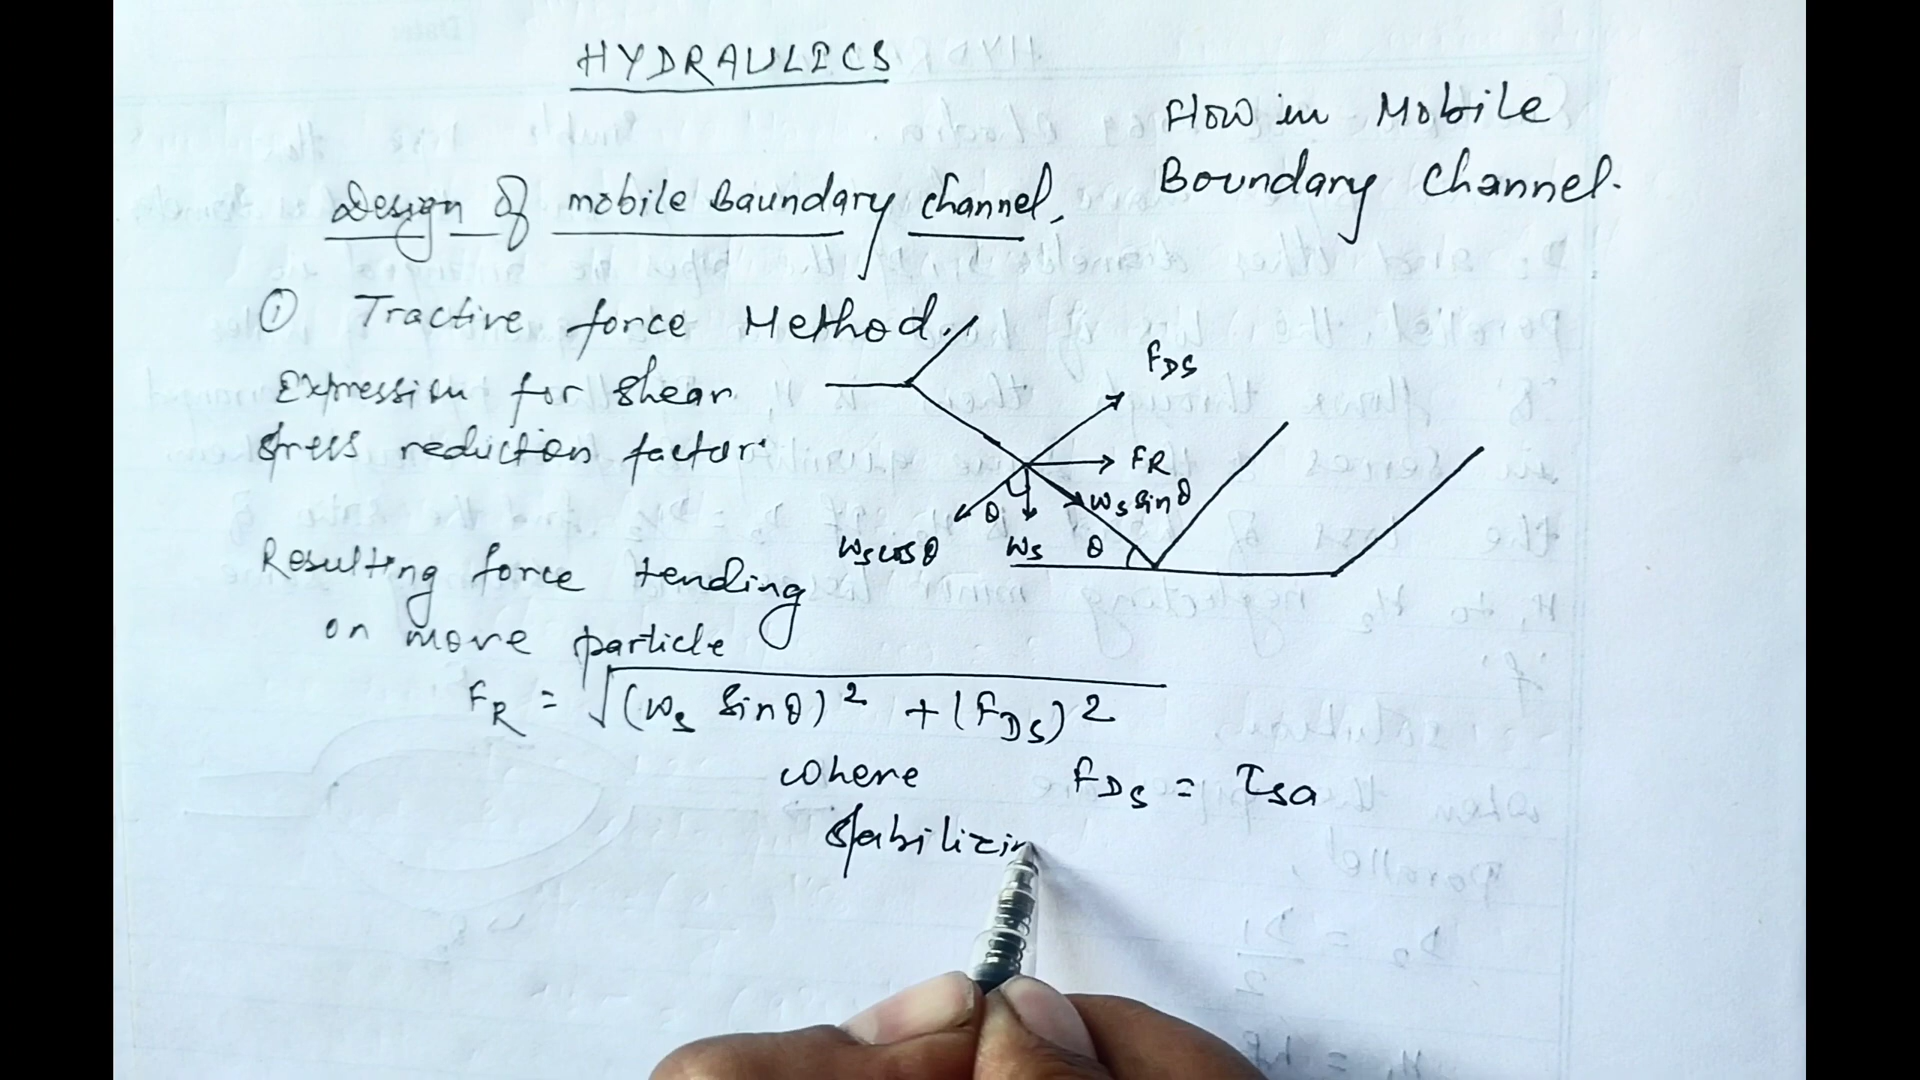 HYDRAULICS
Flow in Mobile
Boundary Channel.
Design Of mobile Baundary channel.
① Tractive force Method.
Expression for shear
stress reduction factor.
FDS
FR
Ws sinθ
θ
Ws cosθ
Ws
θ
Resulting force tending
on move particle
FR = √(Ws sinθ)² + (FDS)²
where FDS = τsa
Stabilizin